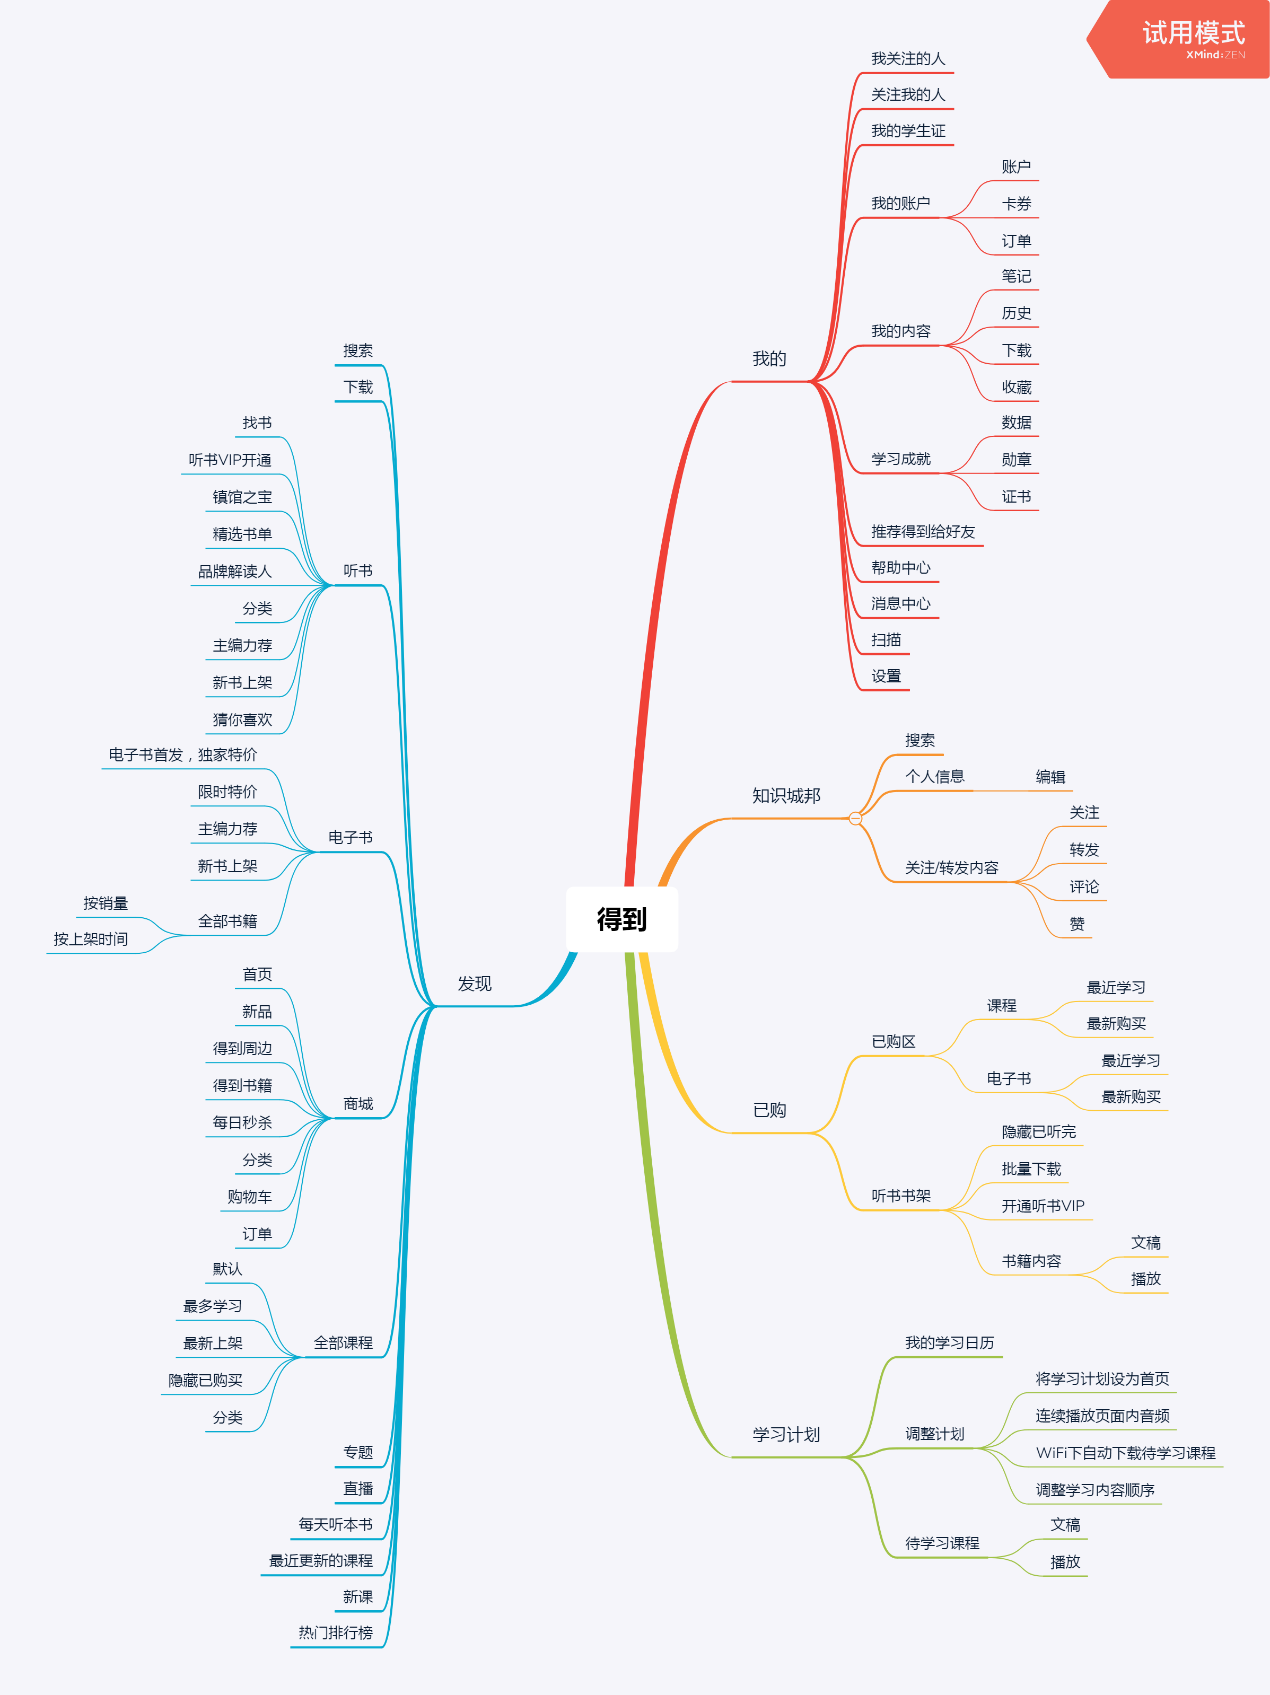 试用模式
XMind:ZEN
得到
我的
我关注的人
关注我的人
我的学生证
我的账户
账户
卡券
订单
我的内容
笔记
历史
下载
收藏
学习成就
数据
勋章
证书
推荐得到给好友
帮助中心
消息中心
扫描
设置
知识城邦
搜索
个人信息
编辑
关注/转发内容
关注
转发
评论
赞
已购
已购区
课程
最近学习
最新购买
电子书
最近学习
最新购买
听书书架
隐藏已听完
批量下载
开通听书VIP
书籍内容
文稿
播放
学习计划
我的学习日历
调整计划
将学习计划设为首页
连续播放页面内音频
WiFi下自动下载待学习课程
调整学习内容顺序
待学习课程
文稿
播放
发现
搜索
下载
听书
找书
听书VIP开通
镇馆之宝
精选书单
品牌解读人
分类
主编力荐
新书上架
猜你喜欢
电子书
电子书首发，独家特价
限时特价
主编力荐
新书上架
全部书籍
按销量
按上架时间
商城
首页
新品
得到周边
得到书籍
每日秒杀
分类
购物车
订单
全部课程
默认
最多学习
最新上架
隐藏已购买
分类
专题
直播
每天听本书
最近更新的课程
新课
热门排行榜